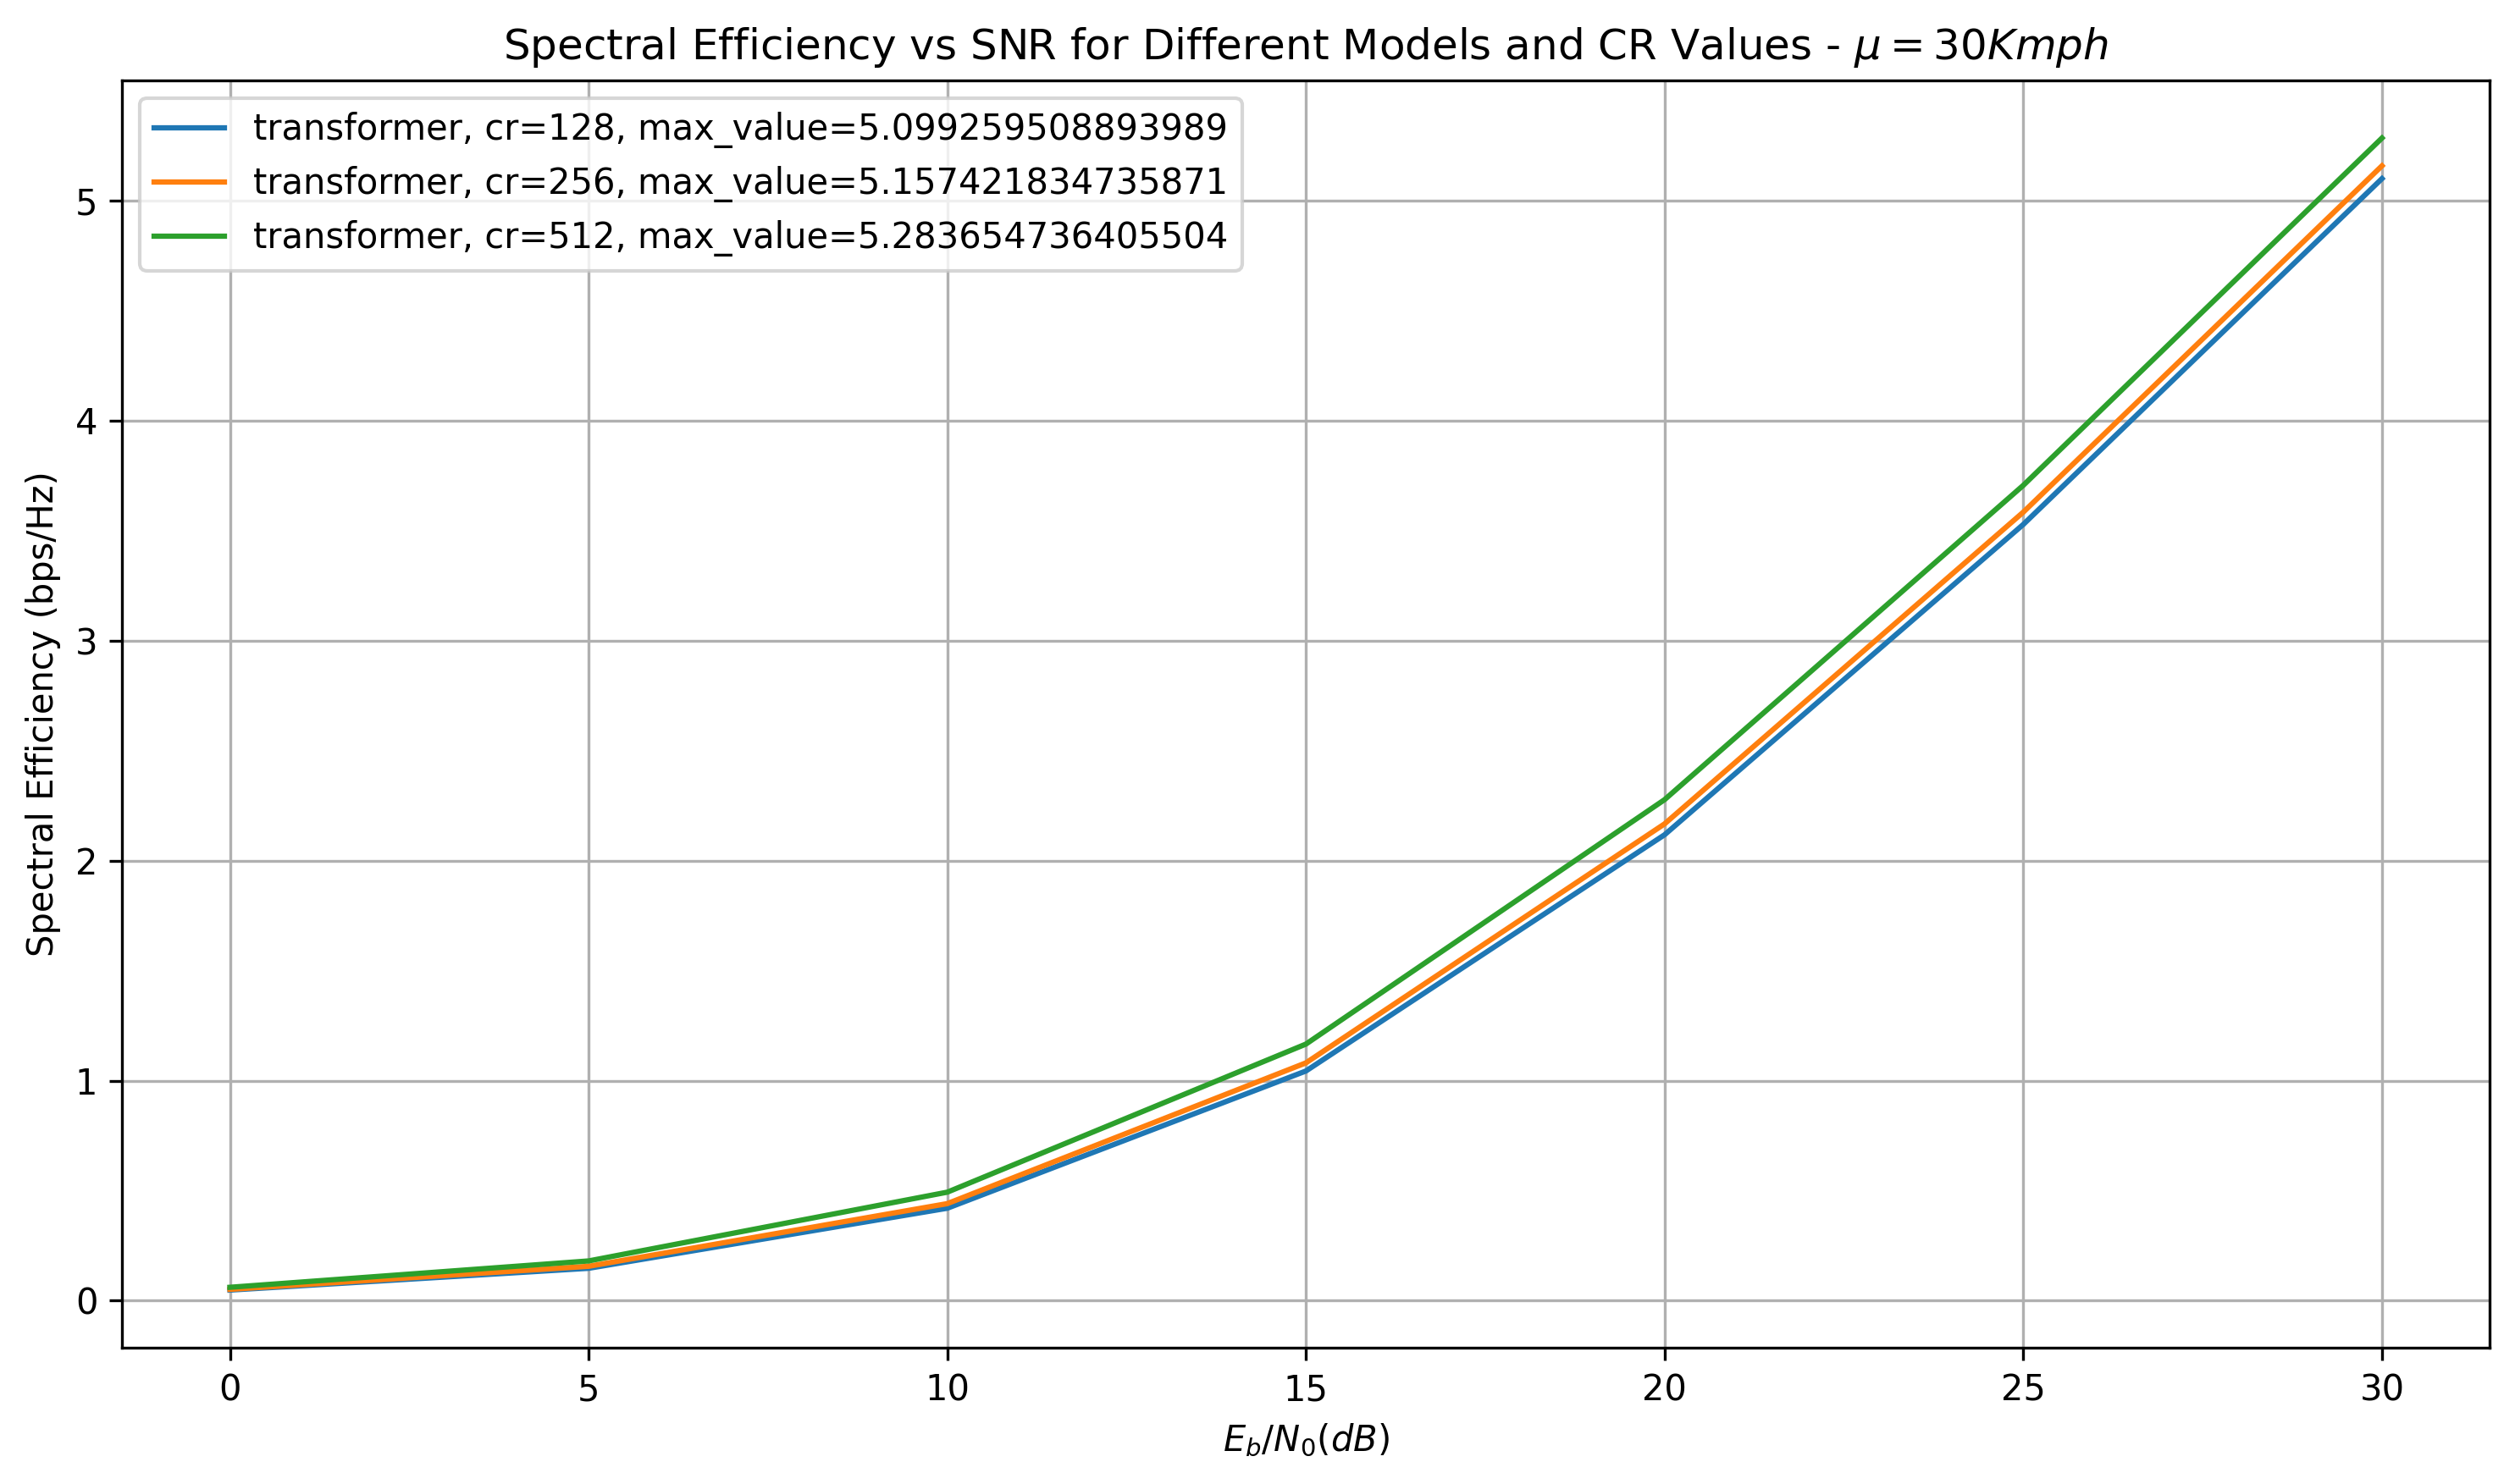 Spectral Efficiency vs SNR for Different Models and CR Values - μ = 30Kmph
transformer, cr=128, max_value=5.099259508893989
transformer, cr=256, max_value=5.157421834735871
transformer, cr=512, max_value=5.283654736405504
Spectral Efficiency (bps/Hz)
5
4
3
2
1
0
0 5 10 15 20 25 30
E_b/N_0(dB)